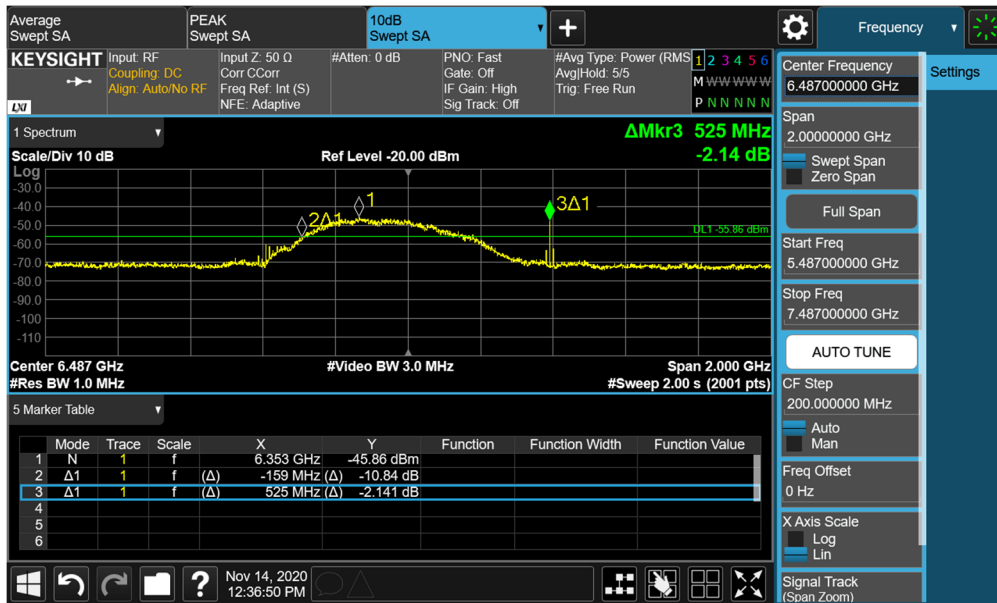 Average
Swept SA
PEAK
Swept SA
10dB
Swept SA
Frequency
KEYSIGHT
LXI
Input: RF
Coupling: DC
Align: Auto/No RF
Input Z: 50 Ω
Corr CCorr
Freq Ref: Int (S)
NFE: Adaptive
#Atten: 0 dB
PNO: Fast
Gate: Off
IF Gain: High
Sig Track: Off
#Avg Type: Power (RMS
Avg|Hold: 5/5
Trig: Free Run
1 2 3 4 5 6
M W W W W W
P N N N N N
1 Spectrum
ΔMkr3 525 MHz
-2.14 dB
Scale/Div 10 dB
Ref Level -20.00 dBm
Log
-30.0
-40.0
-50.0
-60.0
-70.0
-80.0
-90.0
-100
-110
2Δ1
1
3Δ1
DL1 -55.86 dBm
Center 6.487 GHz
#Video BW 3.0 MHz
Span 2.000 GHz
#Res BW 1.0 MHz
#Sweep 2.00 s (2001 pts)
5 Marker Table
Mode Trace Scale X Y Function Function Width Function Value
1 N 1 f 6.353 GHz -45.86 dBm
2 Δ1 1 f (Δ) -159 MHz (Δ) -10.84 dB
3 Δ1 1 f (Δ) 525 MHz (Δ) -2.141 dB
4
5
6
Nov 14, 2020
12:36:50 PM
Settings
Center Frequency
6.487000000 GHz
Span
2.00000000 GHz
Swept Span
Zero Span
Full Span
Start Freq
5.487000000 GHz
Stop Freq
7.487000000 GHz
AUTO TUNE
CF Step
200.000000 MHz
Auto
Man
Freq Offset
0 Hz
X Axis Scale
Log
Lin
Signal Track
(Span Zoom)